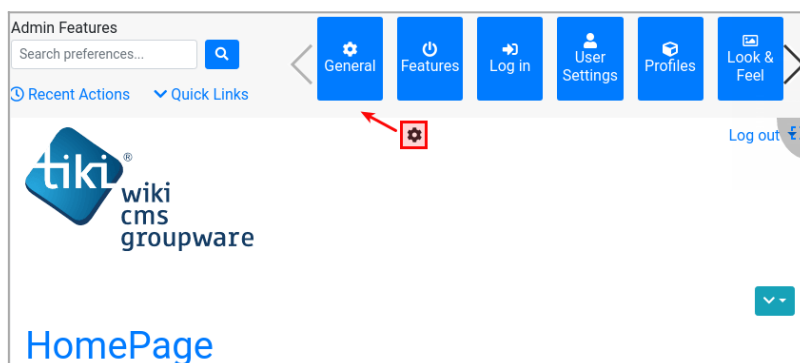 Admin Features
Search preferences...
Recent Actions
Quick Links
General
Features
Log in
User
Settings
Profiles
Look &
Feel
Log out
tiki®
wiki
cms
groupware
HomePage